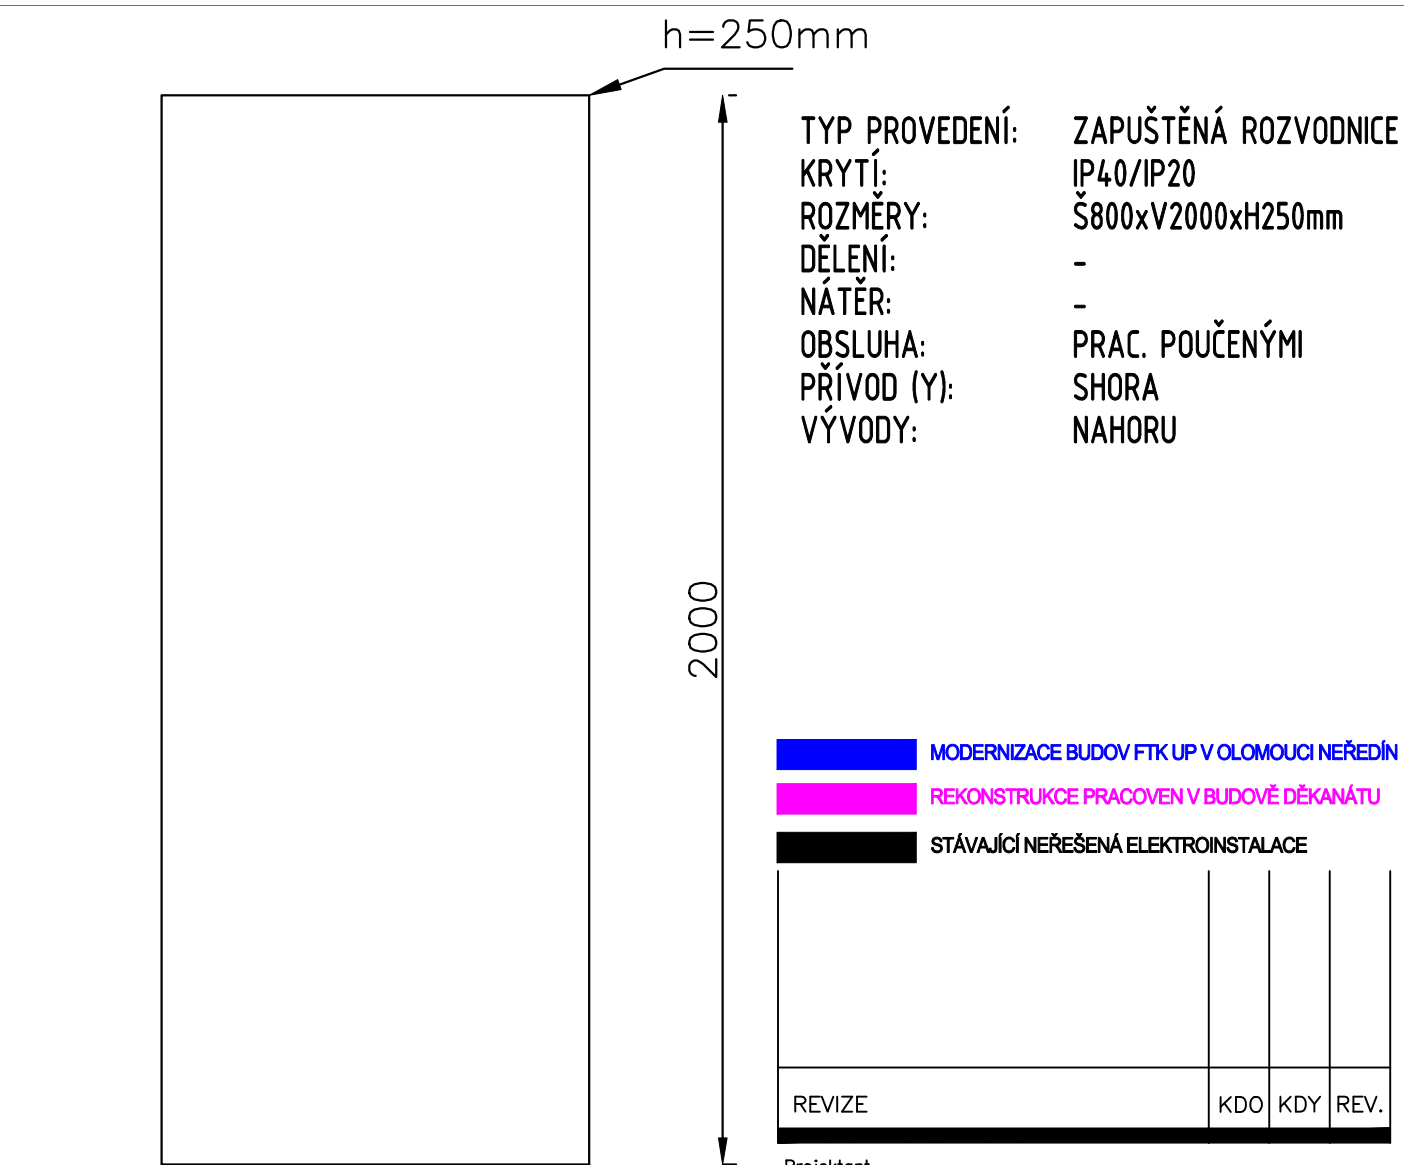 h=250mm
TYP PROVEDENÍ: ZAPUŠTĚNÁ ROZVODNICE
KRYTÍ: IP40/IP20
ROZMĚRY: Š800xV2000xH250mm
DĚLENÍ: -
NÁTĚR: -
OBSLUHA: PRAC. POUČENÝMI
PŘÍVOD (Y): SHORA
VÝVODY: NAHORU
2000
MODERNIZACE BUDOV FTK UP V OLOMOUCI NEŘEDÍN
REKONSTRUKCE PRACOVEN V BUDOVĚ DĚKANÁTU
STÁVAJÍCÍ NEŘEŠENÁ ELEKTROINSTALACE
REVIZE KDO KDY REV.
Projektant